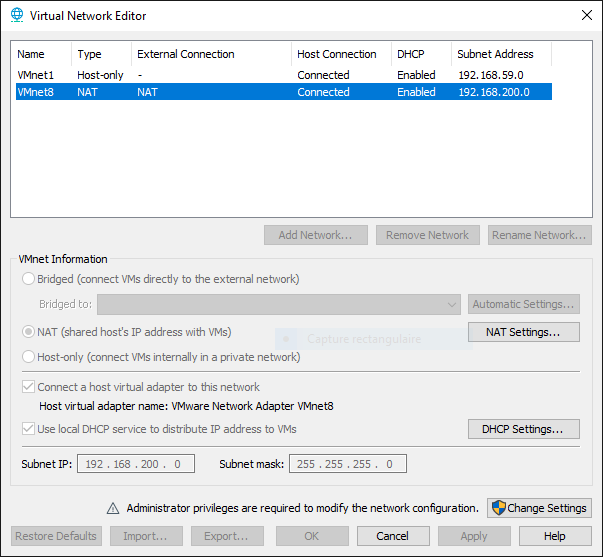 Virtual Network Editor
Name Type External Connection Host Connection DHCP Subnet Address
VMnet1 Host-only - Connected Enabled 192.168.59.0
VMnet8 NAT NAT Connected Enabled 192.168.200.0
Add Network... Remove Network Rename Network...
VMnet Information
Bridged (connect VMs directly to the external network)
Bridged to: Automatic Settings...
NAT (shared host's IP address with VMs) Capture rectangulaire NAT Settings...
Host-only (connect VMs internally in a private network)
Connect a host virtual adapter to this network
Host virtual adapter name: VMware Network Adapter VMnet8
Use local DHCP service to distribute IP address to VMs DHCP Settings...
Subnet IP: 192 . 168 . 200 . 0 Subnet mask: 255 . 255 . 255 . 0
Administrator privileges are required to modify the network configuration. Change Settings
Restore Defaults Import... Export... OK Cancel Apply Help